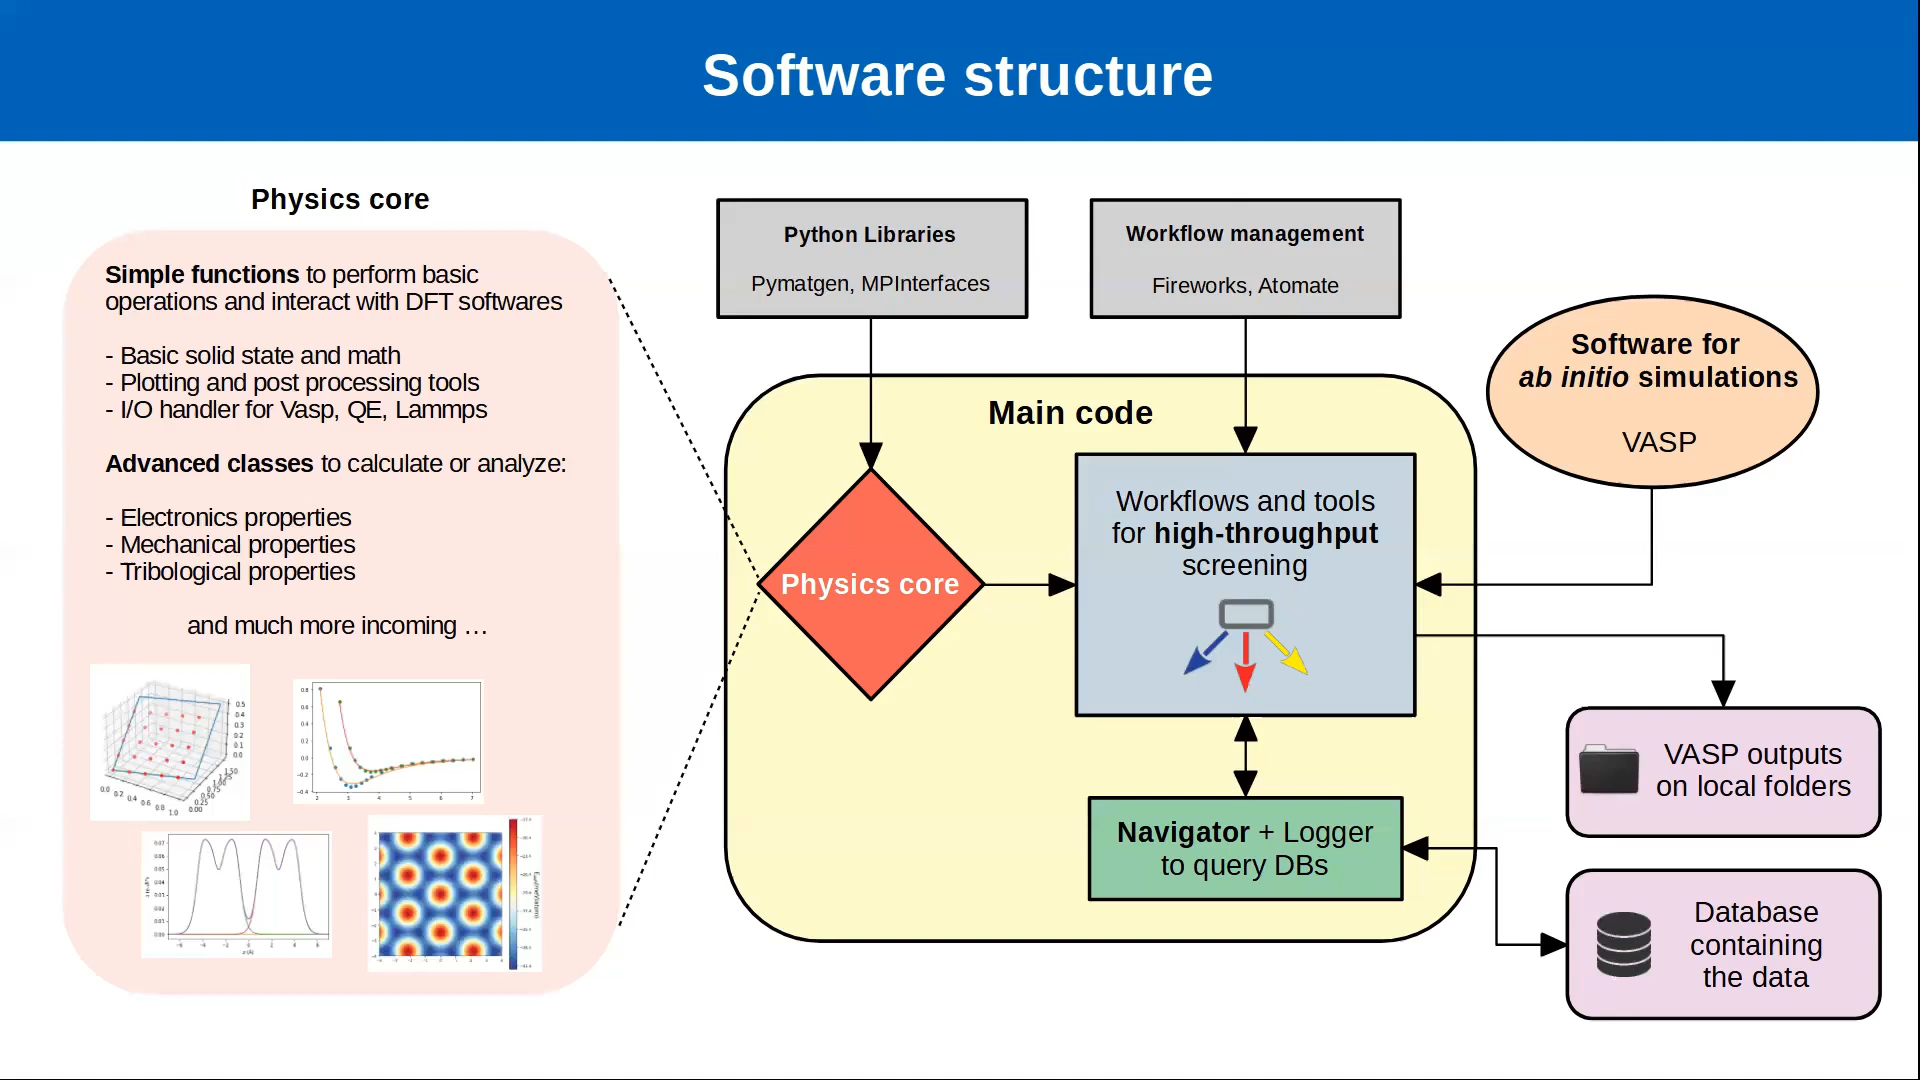 Software structure
Physics core
Simple functions to perform basic
operations and interact with DFT softwares
- Basic solid state and math
- Plotting and post processing tools
- I/O handler for Vasp, QE, Lammps
Advanced classes to calculate or analyze:
- Electronics properties
- Mechanical properties
- Tribological properties
and much more incoming …
Python Libraries
Pymatgen, MPInterfaces
Workflow management
Fireworks, Atomate
Software for
ab initio simulations
VASP
Main code
Physics core
Workflows and tools
for high-throughput
screening
Navigator + Logger
to query DBs
VASP outputs
on local folders
Database
containing
the data